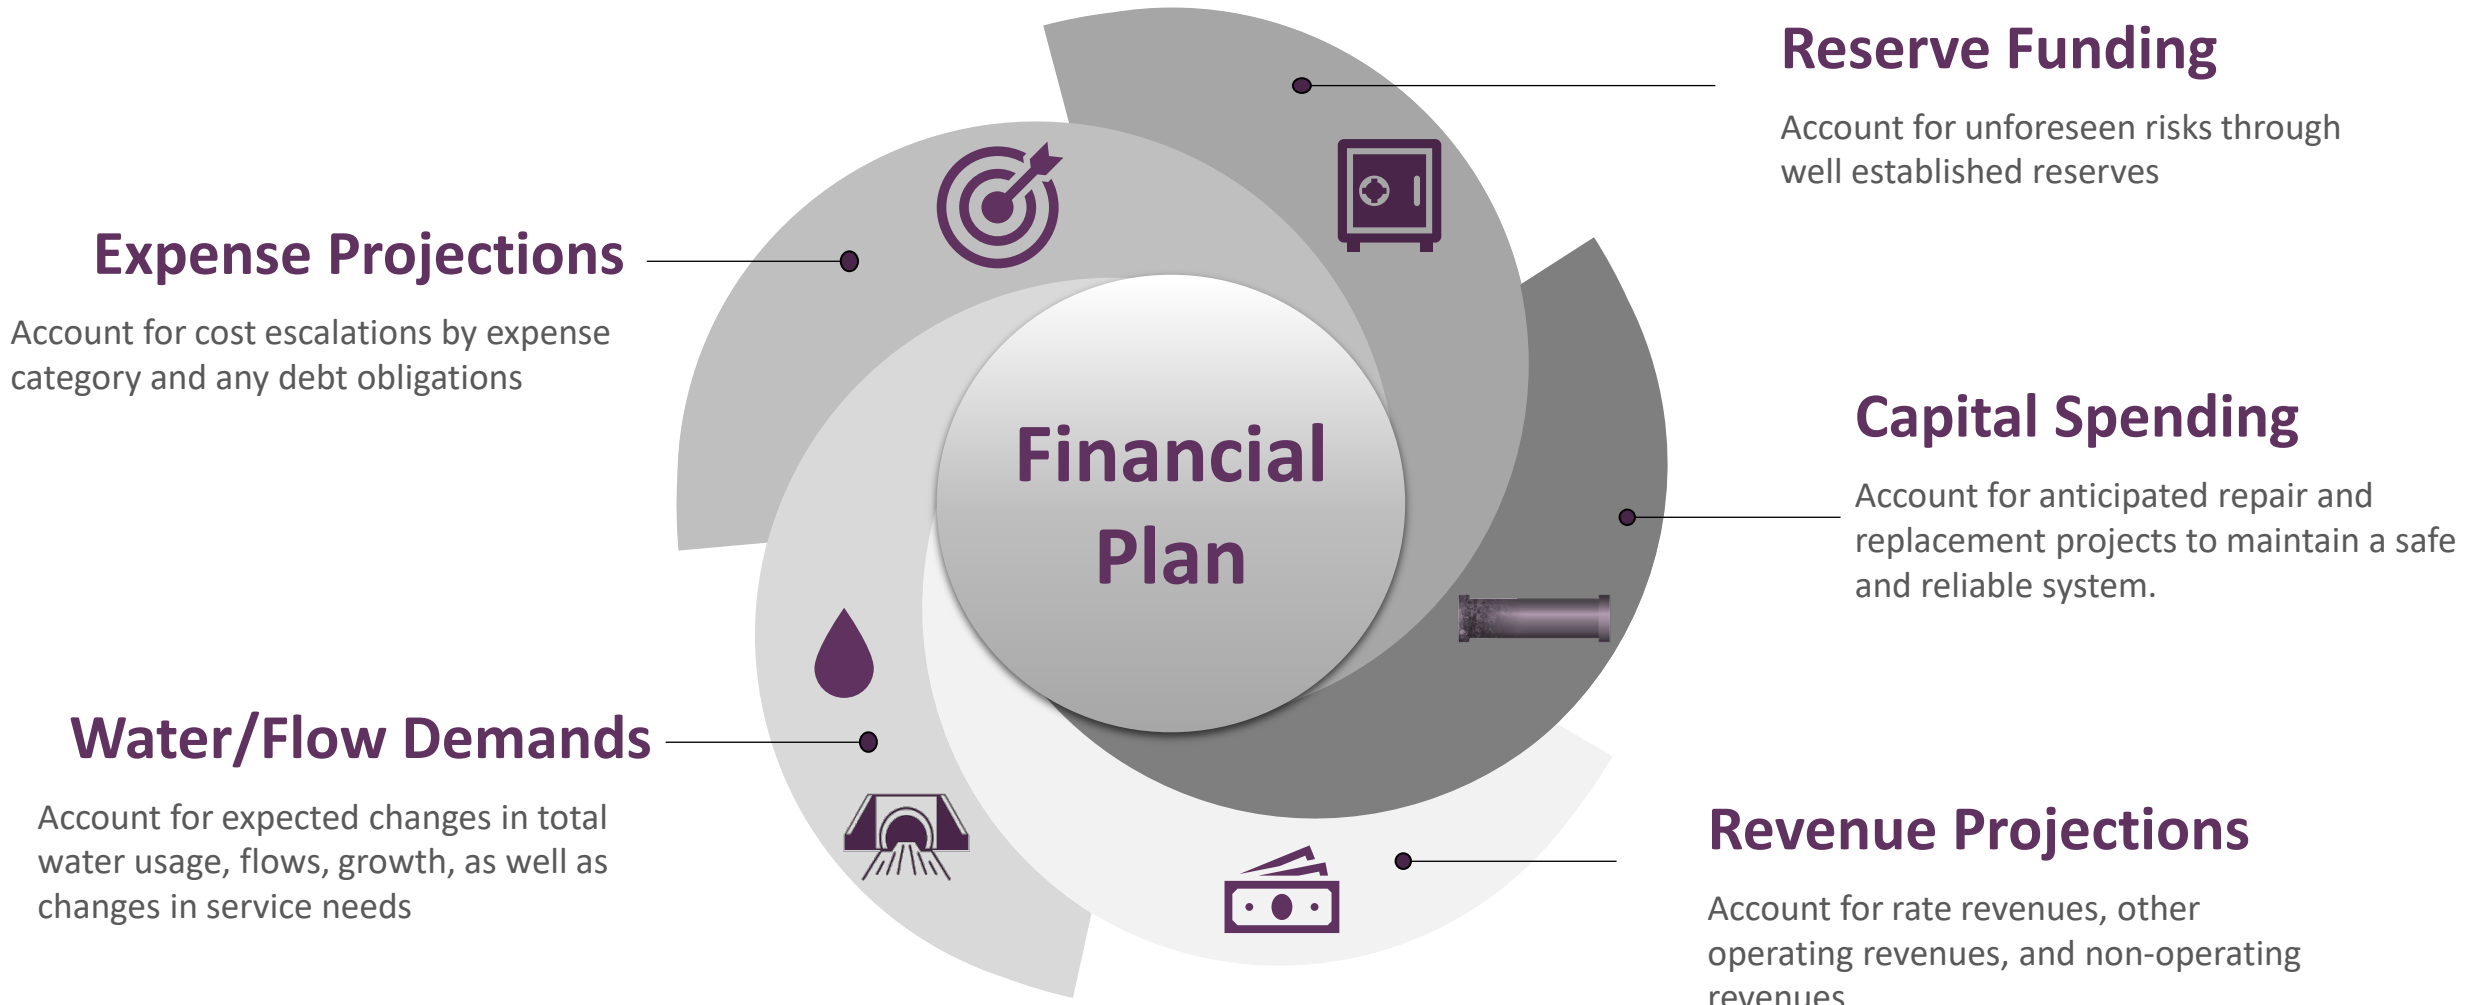 Reserve Funding
Account for unforeseen risks through
well established reserves
Expense Projections
Account for cost escalations by expense
category and any debt obligations
Financial
Plan
Capital Spending
Account for anticipated repair and
replacement projects to maintain a safe
and reliable system.
Water/Flow Demands
Account for expected changes in total
water usage, flows, growth, as well as
changes in service needs
Revenue Projections
Account for rate revenues, other
operating revenues, and non-operating
revenues